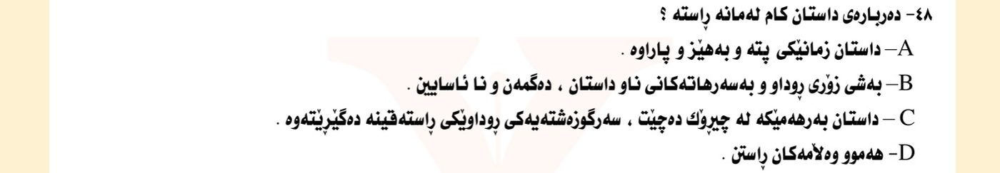 ٤٨- دەربارەی داستان کام لەمانە ڕاستە ؟
A– داستان زمانێکی پتە و بەهێز و پاراوە .
B– بەشی زۆری ڕوداو و بەسەرهاتەکانی ناو داستان ، دەگمەن و نا ئاسایین .
C– داستان بەرهەمێکە لە چیرۆك دەچێت ، سەرگوزەشتەیەکی ڕوداوێکی ڕاستەقینە دەگێڕێتەوە .
D- هەموو وەڵامەکان ڕاستن .